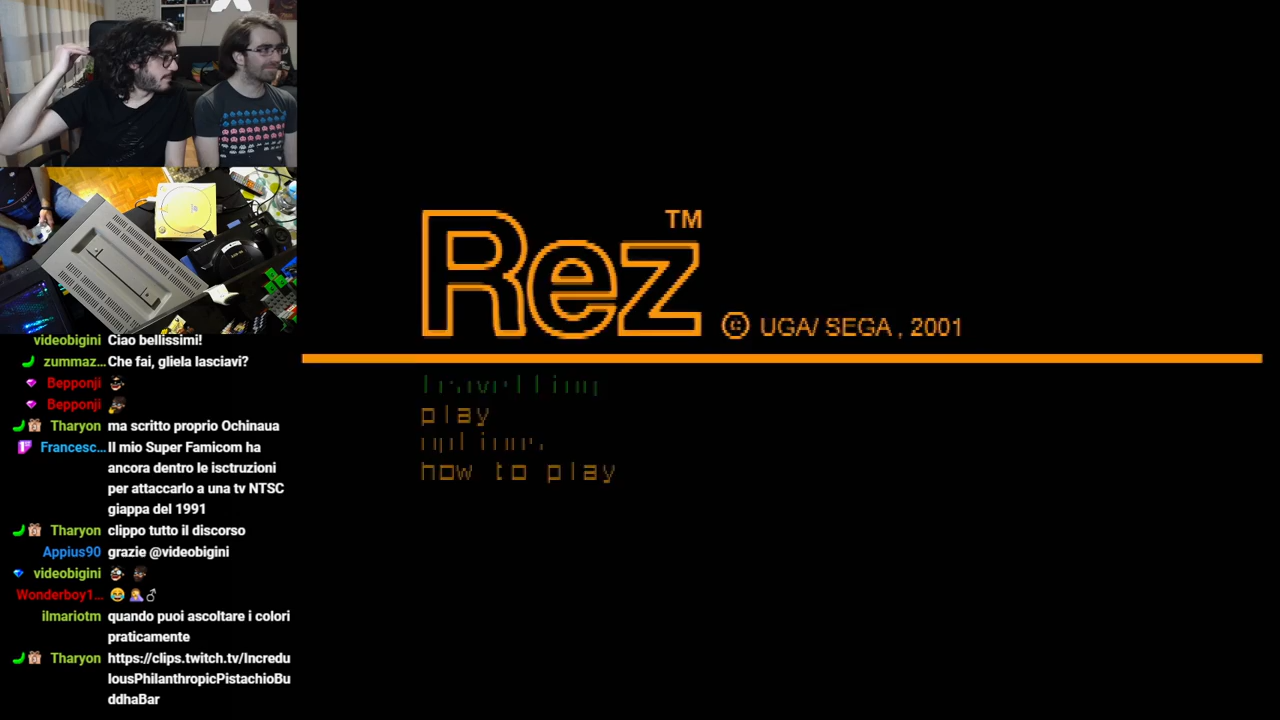 videobigini Ciao bellissimi!
zummaz... Che fai, gliela lasciavi?
Bepponji
Bepponji
Tharyon ma scritto proprio Ochinaua
Francesc... Il mio Super Famicom ha
ancora dentro le isctruzioni
per attaccarlo a una tv NTSC
giappa del 1991
Tharyon clippo tutto il discorso
Appius90 grazie @videobigini
videobigini
Wonderboy1...
ilmariotm quando puoi ascoltare i colori
praticamente
Tharyon https://clips.twitch.tv/Incredu
lousPhilanthropicPistachioBu
ddhaBar
Rez™
© UGA/ SEGA , 2001
travelling
play
options
how to play